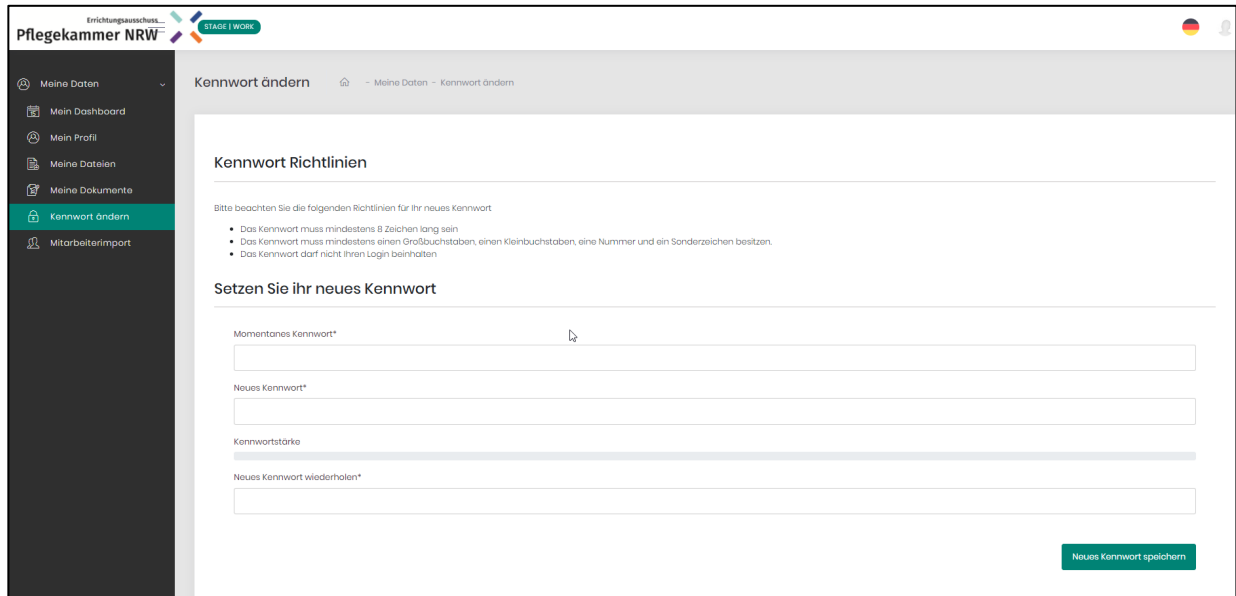 Errichtungsausschuss
Pflegekammer NRW
STAGE | WORK
Meine Daten
Mein Dashboard
Mein Profil
Meine Dateien
Meine Dokumente
Kennwort ändern
Mitarbeiterimport
Kennwort ändern - Meine Daten - Kennwort ändern
Kennwort Richtlinien
Bitte beachten Sie die folgenden Richtlinien für Ihr neues Kennwort
• Das Kennwort muss mindestens 8 Zeichen lang sein
• Das Kennwort muss mindestens einen Großbuchstaben, einen Kleinbuchstaben, eine Nummer und ein Sonderzeichen besitzen.
• Das Kennwort darf nicht Ihren Login beinhalten
Setzen Sie ihr neues Kennwort
Momentanes Kennwort*
Neues Kennwort*
Kennwortstärke
Neues Kennwort wiederholen*
Neues Kennwort speichern